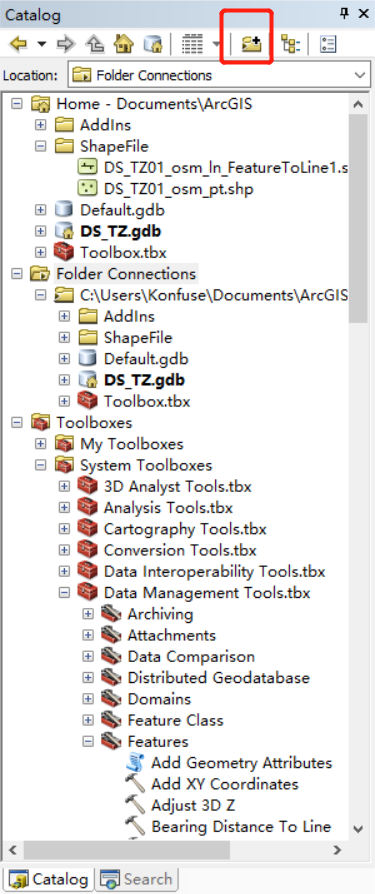 Catalog
Location: Folder Connections
Home - Documents\ArcGIS
AddIns
ShapeFile
DS_TZ01_osm_ln_FeatureToLine1.s
DS_TZ01_osm_pt.shp
Default.gdb
DS_TZ.gdb
Toolbox.tbx
Folder Connections
C:\Users\Konfuse\Documents\ArcGIS
AddIns
ShapeFile
Default.gdb
DS_TZ.gdb
Toolbox.tbx
Toolboxes
My Toolboxes
System Toolboxes
3D Analyst Tools.tbx
Analysis Tools.tbx
Cartography Tools.tbx
Conversion Tools.tbx
Data Interoperability Tools.tbx
Data Management Tools.tbx
Archiving
Attachments
Data Comparison
Distributed Geodatabase
Domains
Feature Class
Features
Add Geometry Attributes
Add XY Coordinates
Adjust 3D Z
Bearing Distance To Line
Catalog Search